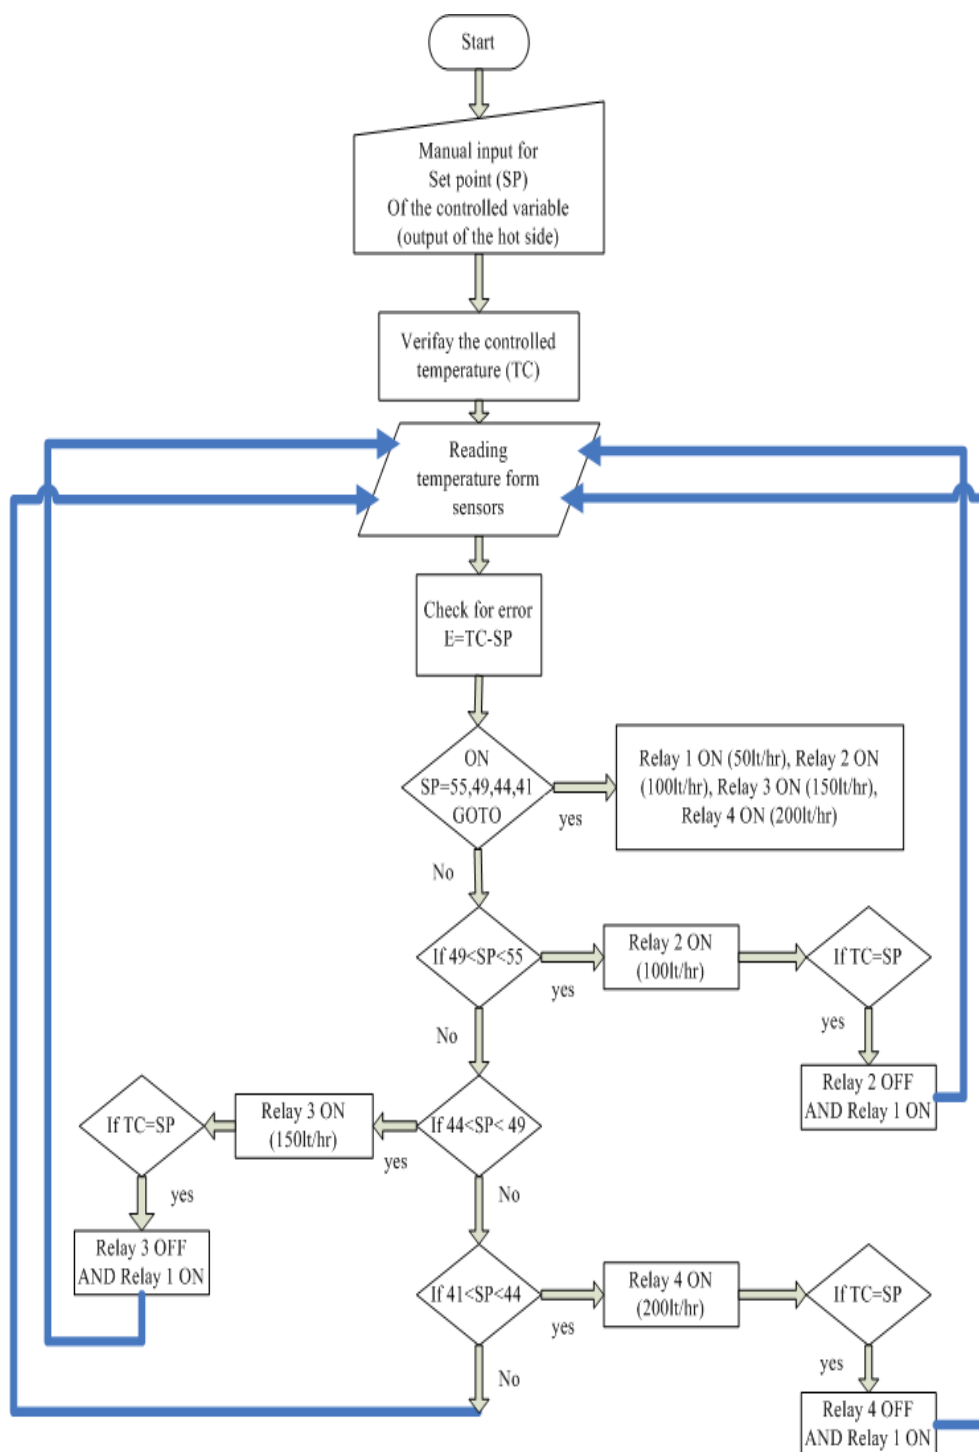 Start
Manual input for
Set point (SP)
Of the controlled variable
(output of the hot side)
Verifay the controlled
temperature (TC)
Reading
temperature form
sensors
Check for error
E=TC-SP
ON
SP=55,49,44,41
GOTO
yes
Relay 1 ON (50lt/hr), Relay 2 ON
(100lt/hr), Relay 3 ON (150lt/hr),
Relay 4 ON (200lt/hr)
No
If 49<SP<55
yes
Relay 2 ON
(100lt/hr)
If TC=SP
yes
Relay 2 OFF
AND Relay 1 ON
No
If 44<SP< 49
yes
Relay 3 ON
(150lt/hr)
If TC=SP
yes
Relay 3 OFF
AND Relay 1 ON
No
If 41<SP<44
yes
Relay 4 ON
(200lt/hr)
If TC=SP
yes
Relay 4 OFF
AND Relay 1 ON
No